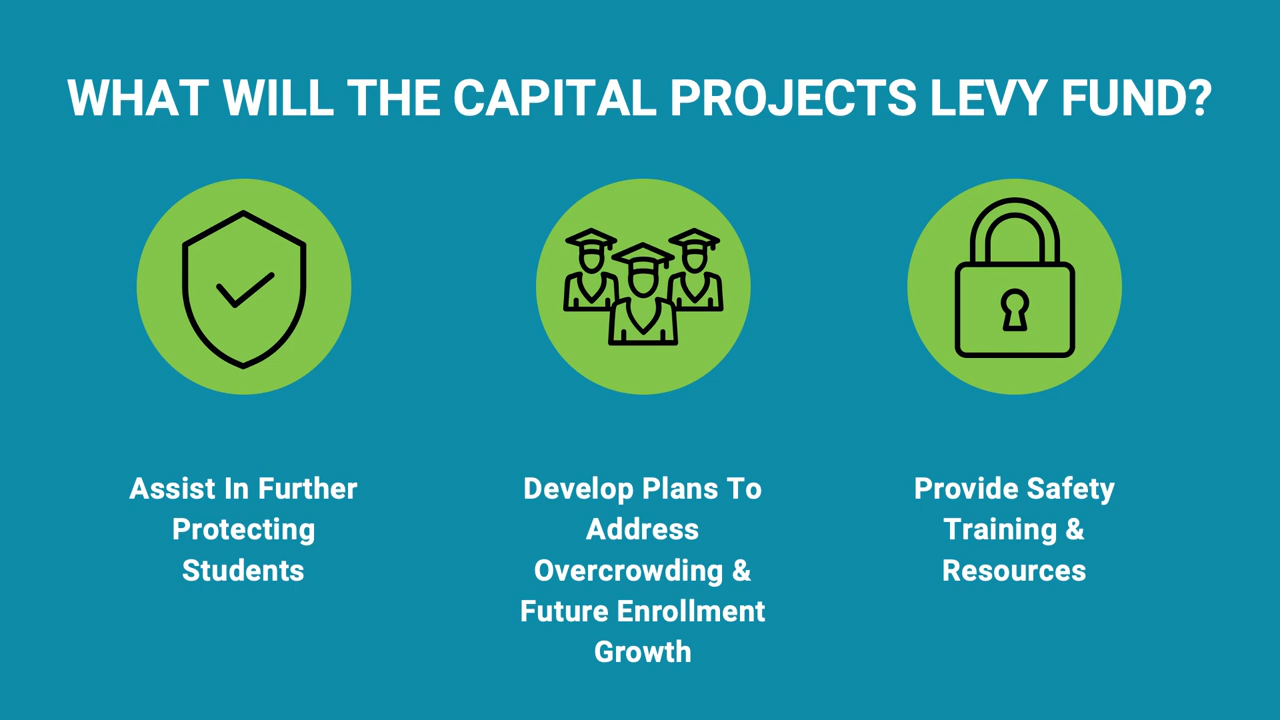 WHAT WILL THE CAPITAL PROJECTS LEVY FUND?
Assist In Further
Protecting
Students
Develop Plans To
Address
Overcrowding &
Future Enrollment
Growth
Provide Safety
Training &
Resources